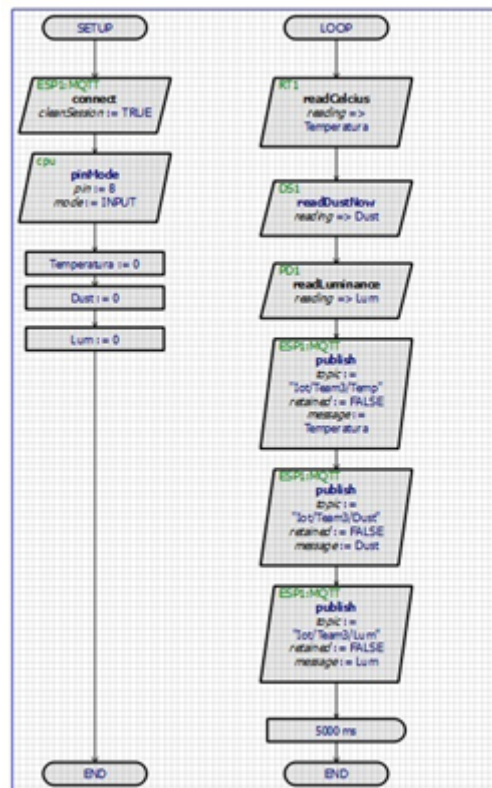 SETUP
ESP1:MQTT
connect
cleanSession := TRUE
cpu
pinMode
pin := 8
mode := INPUT
Temperatura := 0
Dust := 0
Lum := 0
END
LOOP
RT1
readCelcius
reading =>
Temperatura
DS1
readDustNow
reading => Dust
PD1
readLuminance
reading => Lum
ESP1:MQTT
publish
topic :=
"Iot/Team3/Temp"
retained := FALSE
message :=
Temperatura
ESP1:MQTT
publish
topic :=
"Iot/Team3/Dust"
retained := FALSE
message := Dust
ESP1:MQTT
publish
topic :=
"Iot/Team3/Lum"
retained := FALSE
message := Lum
5000 ms
END